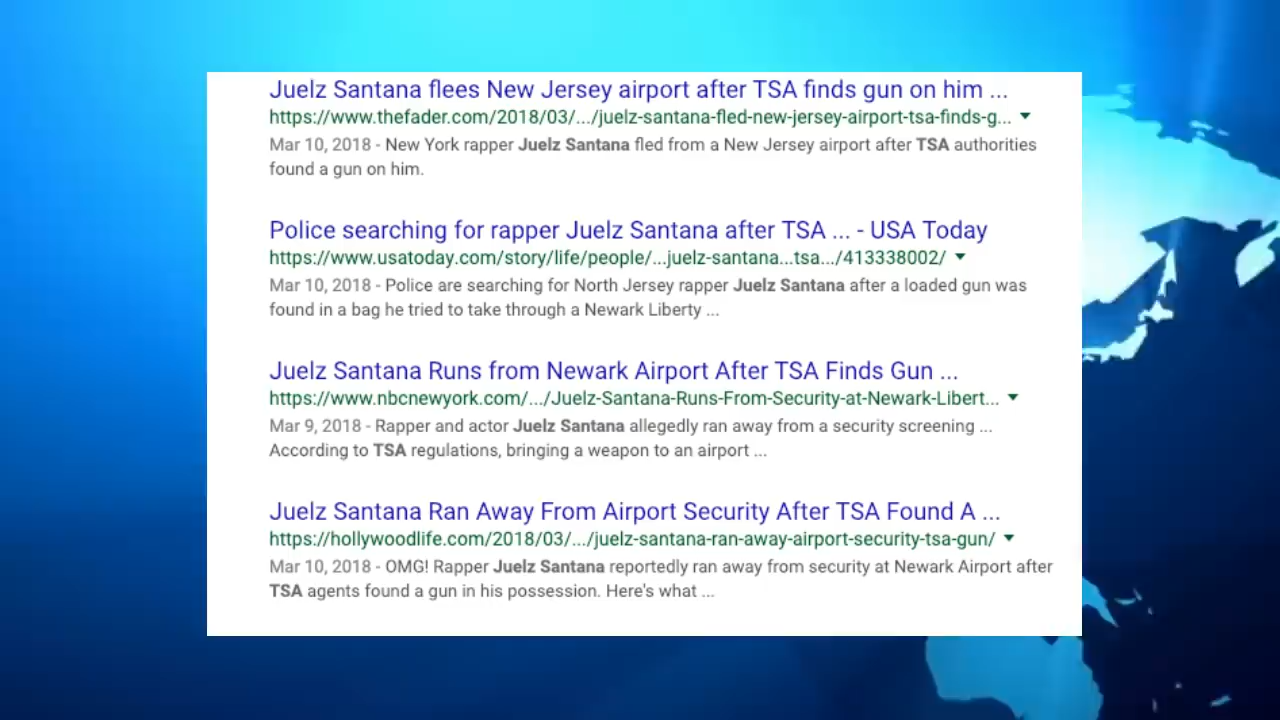 Juelz Santana flees New Jersey airport after TSA finds gun on him ...
https://www.thefader.com/2018/03/.../juelz-santana-fled-new-jersey-airport-tsa-finds-g...
Mar 10, 2018 - New York rapper Juelz Santana fled from a New Jersey airport after TSA authorities
found a gun on him.
Police searching for rapper Juelz Santana after TSA ... - USA Today
https://www.usatoday.com/story/life/people/...juelz-santana...tsa.../413338002/
Mar 10, 2018 - Police are searching for North Jersey rapper Juelz Santana after a loaded gun was
found in a bag he tried to take through a Newark Liberty ...
Juelz Santana Runs from Newark Airport After TSA Finds Gun ...
https://www.nbcnewyork.com/.../Juelz-Santana-Runs-From-Security-at-Newark-Libert...
Mar 9, 2018 - Rapper and actor Juelz Santana allegedly ran away from a security screening ...
According to TSA regulations, bringing a weapon to an airport ...
Juelz Santana Ran Away From Airport Security After TSA Found A ...
https://hollywoodlife.com/2018/03/.../juelz-santana-ran-away-airport-security-tsa-gun/
Mar 10, 2018 - OMG! Rapper Juelz Santana reportedly ran away from security at Newark Airport after
TSA agents found a gun in his possession. Here's what ...